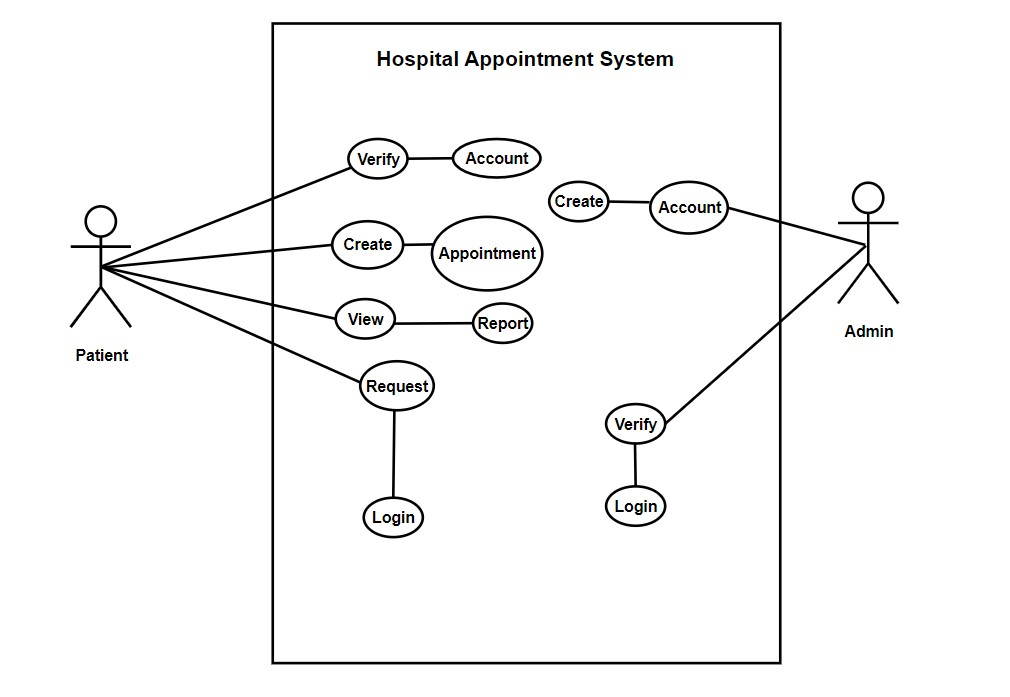 Hospital Appointment System
Verify
Account
Create
Account
Create
Appointment
View
Report
Patient
Admin
Request
Verify
Login
Login